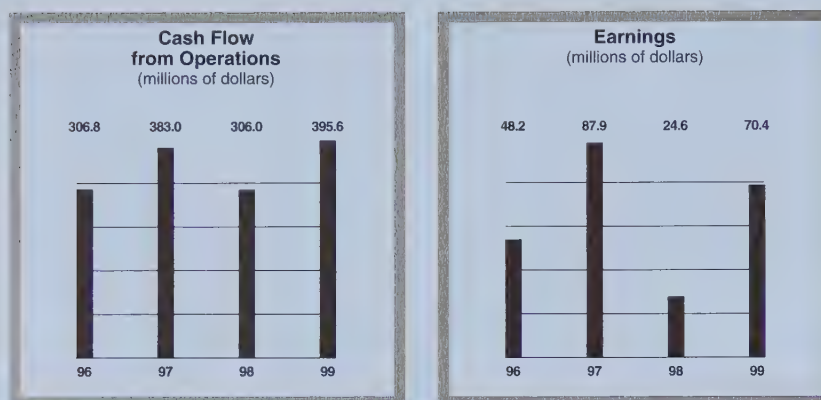 Cash Flow
from Operations
(millions of dollars)
306.8 383.0 306.0 395.6
96 97 98 99
Earnings
(millions of dollars)
48.2 87.9 24.6 70.4
96 97 98 99